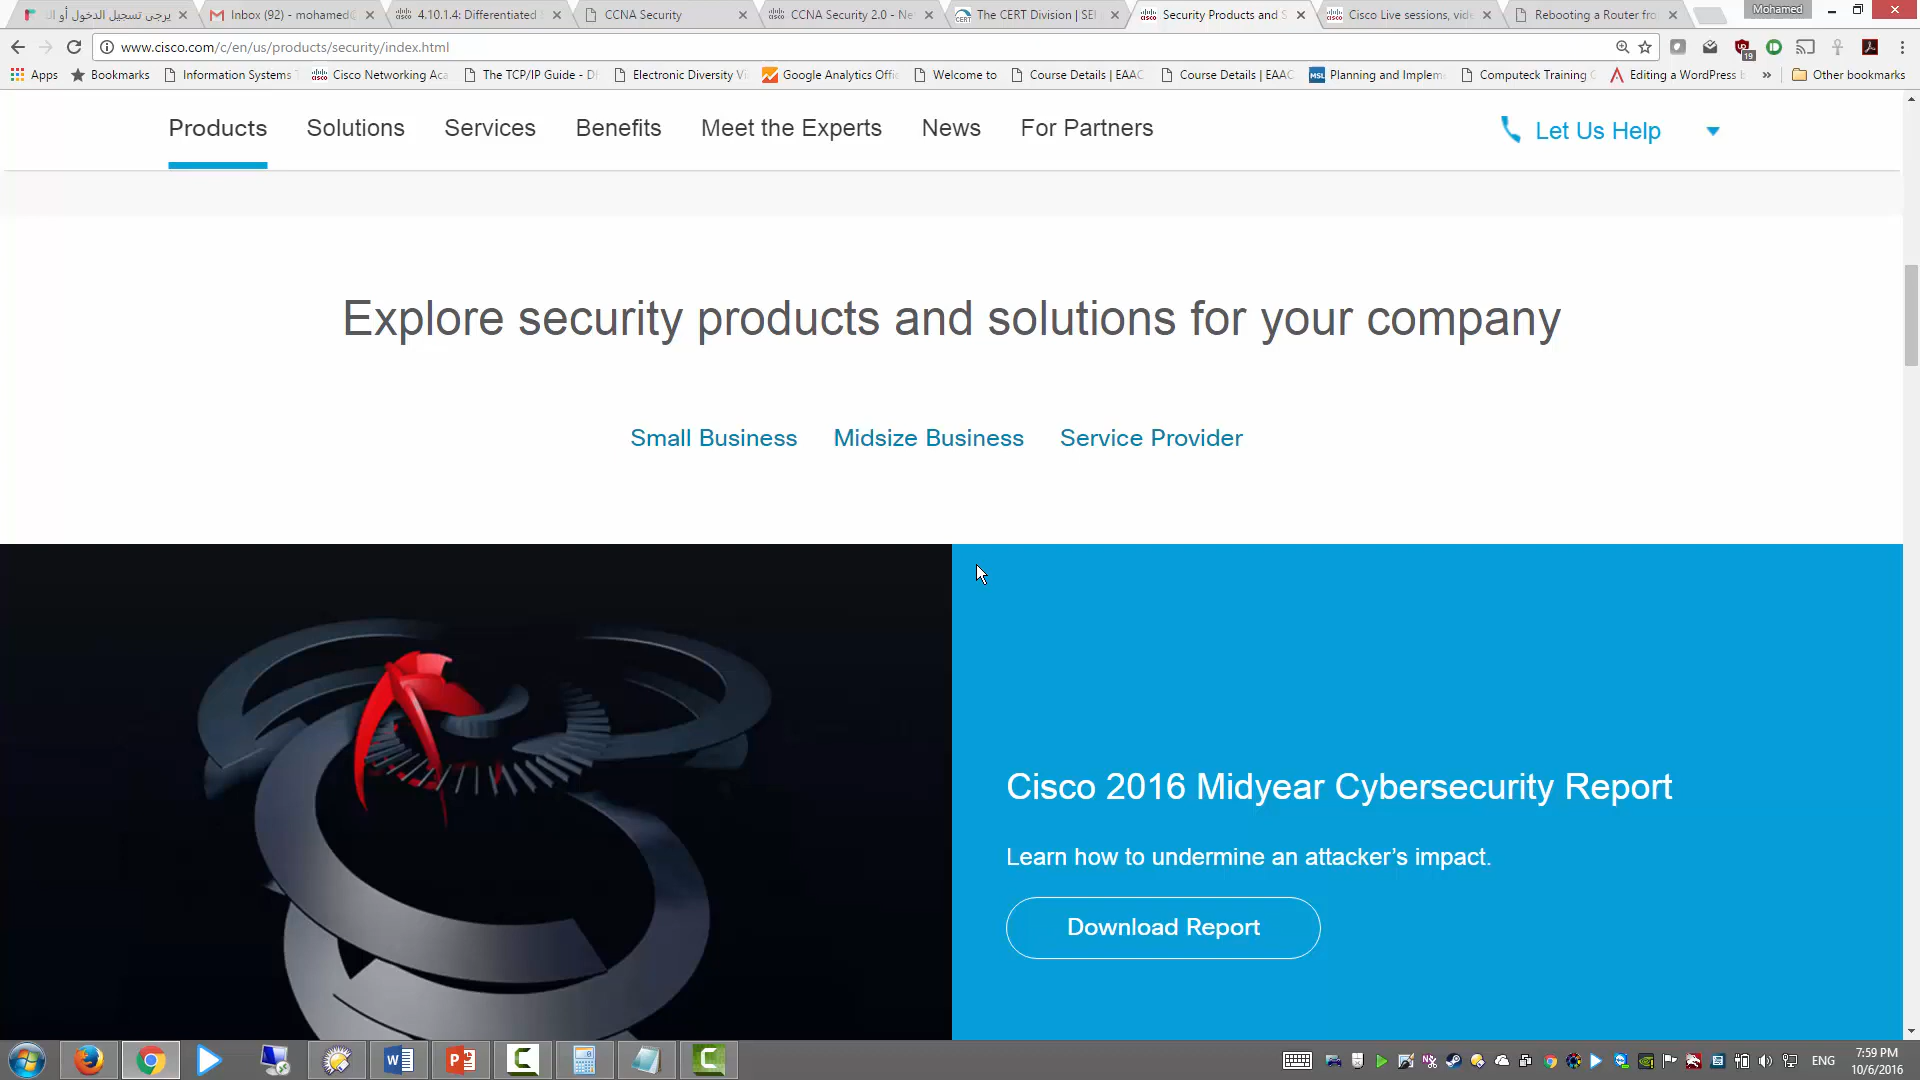 يرجى تسجيل الدخول أو ال
Inbox (92) - mohamed@
4.10.1.4: Differentiated
CCNA Security
CCNA Security 2.0 - Ne
The CERT Division | SE
Security Products and S
Cisco Live sessions, vid
Rebooting a Router fro
Mohamed
www.cisco.com/c/en/us/products/security/index.html
19
Apps
Bookmarks
Information Systems
Cisco Networking Aca
The TCP/IP Guide - D
Electronic Diversity Vi
Google Analytics Offic
Welcome to
Course Details | EAAC
Course Details | EAAC
MSL
Planning and Implem
Computeck Training C
Editing a WordPress b
»
Other bookmarks
Products
Solutions
Services
Benefits
Meet the Experts
News
For Partners
Let Us Help
Explore security products and solutions for your company
Small Business
Midsize Business
Service Provider
Cisco 2016 Midyear Cybersecurity Report
Learn how to undermine an attacker’s impact.
Download Report
ENG
7:59 PM
10/6/2016